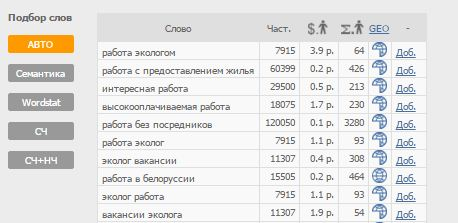 Подбор слов
АВТО
Семантика
Wordstat
СЧ
СЧ+НЧ
Слово Част. $. Σ. GEO -
работа экологом 7915 3.9 р. 64 Доб.
работа с предоставлением жилья 60399 0.2 р. 426 Доб.
интересная работа 29500 0.5 р. 213 Доб.
высокооплачиваемая работа 18075 1.7 р. 230 Доб.
работа без посредников 120050 0.1 р. 3280 Доб.
работа эколог 7915 1.1 р. 93 Доб.
эколог вакансии 11307 0.4 р. 308 Доб.
работа в белоруссии 15505 0.2 р. 464 Доб.
эколог работа 7915 1.1 р. 93 Доб.
вакансии эколога 11307 1.9 р. 54 Доб.